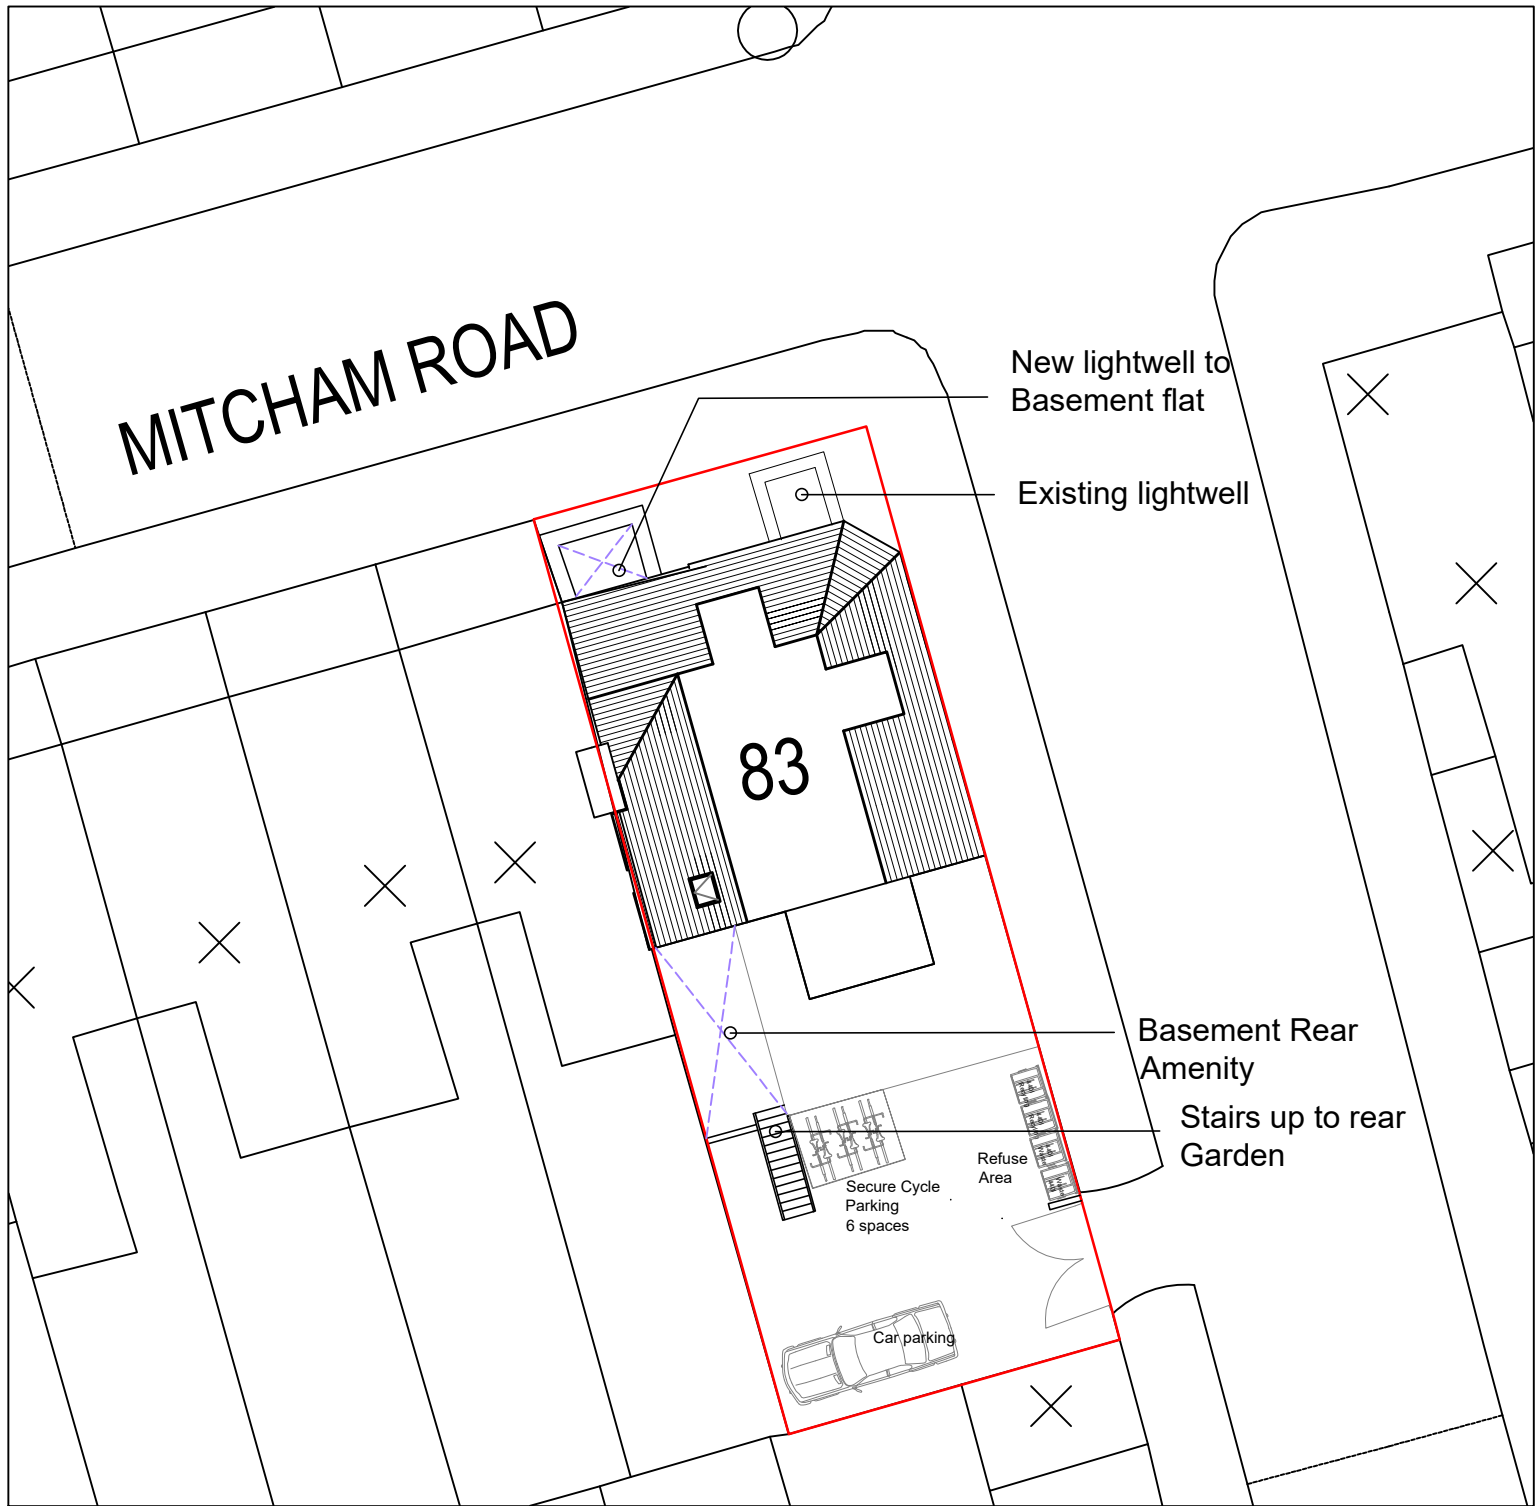 MITCHAM ROAD
New lightwell to
Basement flat
Existing lightwell
83
Basement Rear
Amenity
Stairs up to rear
Garden
Refuse
Area
Secure Cycle
Parking
6 spaces
Car parking